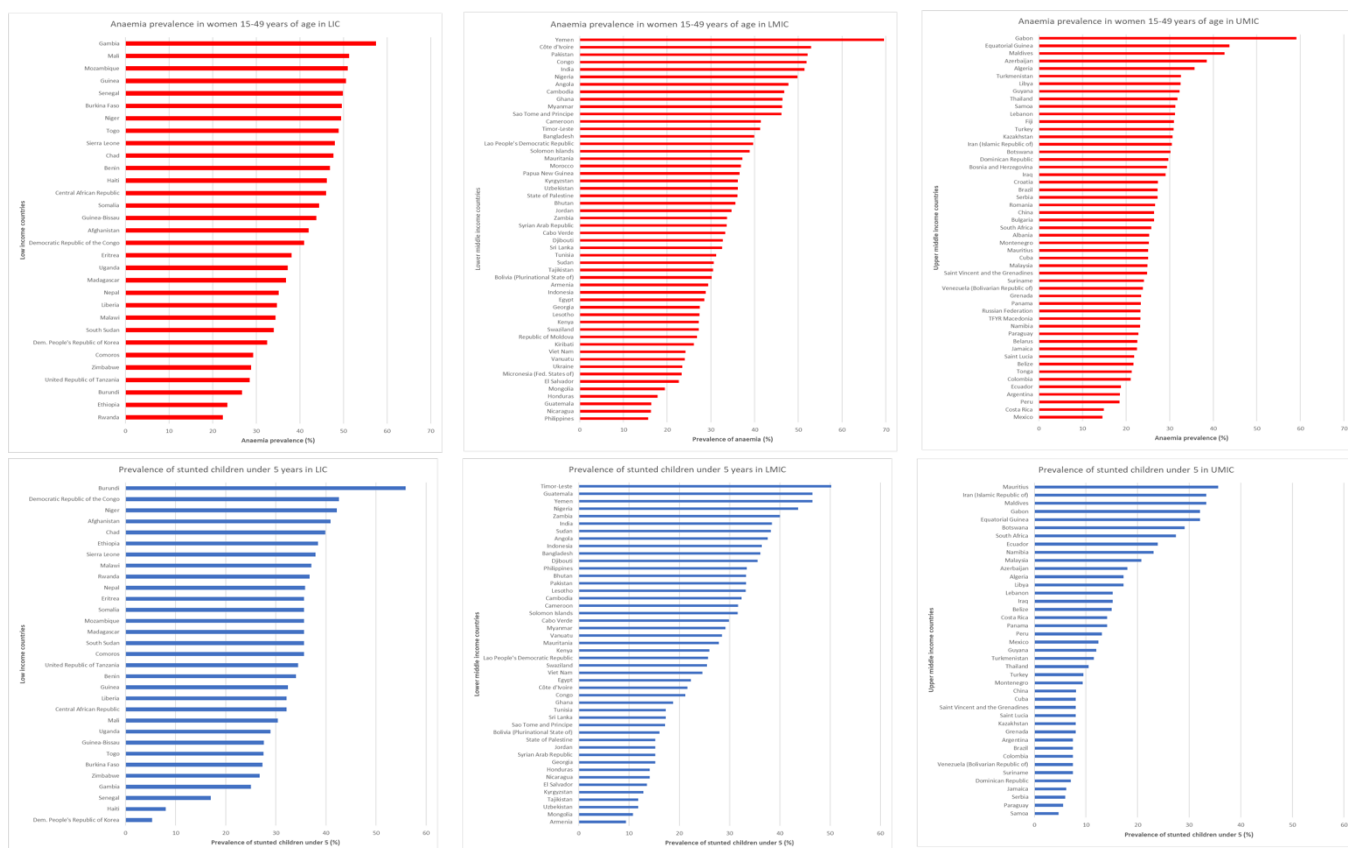 Anaemia prevalence in women 15-49 years of age in LIC
Low income countries
Gambia
Mali
Mozambique
Guinea
Senegal
Burkina Faso
Niger
Togo
Sierra Leone
Chad
Benin
Haiti
Central African Republic
Somalia
Guinea-Bissau
Afghanistan
Democratic Republic of the Congo
Eritrea
Uganda
Madagascar
Nepal
Liberia
Malawi
South Sudan
Dem. People's Republic of Korea
Comoros
Zimbabwe
United Republic of Tanzania
Burundi
Ethiopia
Rwanda
0 10 20 30 40 50 60 70
Anaemia prevalence (%)
Anaemia prevalence in women 15-49 years of age in LMIC
Lower middle income countries
Yemen
Côte d'Ivoire
Pakistan
Congo
India
Nigeria
Angola
Cambodia
Ghana
Myanmar
Sao Tome and Principe
Cameroon
Timor-Leste
Bangladesh
Lao People's Democratic Republic
Solomon Islands
Mauritania
Morocco
Papua New Guinea
Kyrgyzstan
Uzbekistan
State of Palestine
Bhutan
Jordan
Zambia
Syrian Arab Republic
Cabo Verde
Djibouti
Sri Lanka
Tunisia
Sudan
Tajikistan
Bolivia (Plurinational State of)
Armenia
Indonesia
Egypt
Georgia
Lesotho
Kenya
Swaziland
Republic of Moldova
Kiribati
Viet Nam
Vanuatu
Ukraine
Micronesia (Fed. States of)
El Salvador
Mongolia
Honduras
Guatemala
Nicaragua
Philippines
0 10 20 30 40 50 60 70
Prevalence of anaemia (%)
Anaemia prevalence in women 15-49 years of age in UMIC
Upper middle income countries
Gabon
Equatorial Guinea
Maldives
Azerbaijan
Algeria
Turkmenistan
Libya
Guyana
Thailand
Samoa
Lebanon
Fiji
Turkey
Kazakhstan
Iran (Islamic Republic of)
Botswana
Dominican Republic
Bosnia and Herzegovina
Iraq
Croatia
Brazil
Serbia
Romania
China
Bulgaria
South Africa
Albania
Montenegro
Mauritius
Cuba
Malaysia
Saint Vincent and the Grenadines
Suriname
Venezuela (Bolivarian Republic of)
Grenada
Panama
Russian Federation
TFYR Macedonia
Namibia
Paraguay
Belarus
Jamaica
Saint Lucia
Belize
Tonga
Colombia
Ecuador
Argentina
Peru
Costa Rica
Mexico
0 10 20 30 40 50 60 70
Anaemia prevalence (%)
Prevalence of stunted children under 5 years in LIC
Low income countries
Burundi
Democratic Republic of the Congo
Niger
Afghanistan
Chad
Ethiopia
Sierra Leone
Malawi
Rwanda
Nepal
Eritrea
Somalia
Mozambique
Madagascar
South Sudan
Comoros
United Republic of Tanzania
Benin
Guinea
Liberia
Central African Republic
Mali
Uganda
Guinea-Bissau
Togo
Burkina Faso
Zimbabwe
Gambia
Senegal
Haiti
Dem. People's Republic of Korea
0 10 20 30 40 50 60
Prevalence of stunted children under 5 (%)
Prevalence of stunted children under 5 years in LMIC
Lower middle income countries
Timor-Leste
Guatemala
Yemen
Nigeria
Zambia
India
Sudan
Angola
Indonesia
Bangladesh
Djibouti
Philippines
Bhutan
Pakistan
Lesotho
Cambodia
Cameroon
Solomon Islands
Cabo Verde
Myanmar
Vanuatu
Mauritania
Kenya
Lao People's Democratic Republic
Swaziland
Viet Nam
Egypt
Côte d'Ivoire
Congo
Ghana
Tunisia
Sri Lanka
Sao Tome and Principe
Bolivia (Plurinational State of)
State of Palestine
Jordan
Syrian Arab Republic
Georgia
Honduras
Nicaragua
El Salvador
Kyrgyzstan
Tajikistan
Uzbekistan
Mongolia
Armenia
0 10 20 30 40 50 60
Prevalence of stunted children under 5 (%)
Prevalence of stunted children under 5 in UMIC
Upper middle income countries
Mauritius
Iran (Islamic Republic of)
Maldives
Gabon
Equatorial Guinea
Botswana
South Africa
Ecuador
Namibia
Malaysia
Azerbaijan
Algeria
Libya
Lebanon
Iraq
Belize
Costa Rica
Panama
Peru
Mexico
Guyana
Turkmenistan
Thailand
Turkey
Montenegro
China
Cuba
Saint Vincent and the Grenadines
Saint Lucia
Kazakhstan
Grenada
Argentina
Brazil
Colombia
Venezuela (Bolivarian Republic of)
Suriname
Dominican Republic
Jamaica
Serbia
Paraguay
Samoa
0 10 20 30 40 50 60
Prevalence of stunted children under 5 (%)